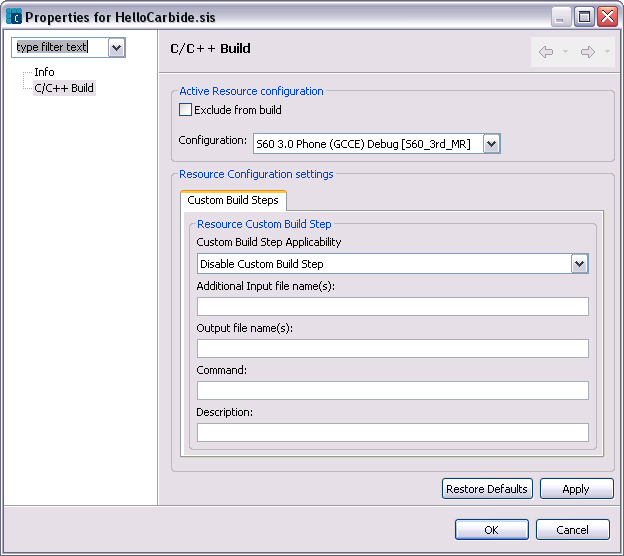 Properties for HelloCarbide.sis
type filter text
Info
C/C++ Build
C/C++ Build
Active Resource configuration
Exclude from build
Configuration: S60 3.0 Phone (GCCE) Debug [S60_3rd_MR]
Resource Configuration settings
Custom Build Steps
Resource Custom Build Step
Custom Build Step Applicability
Disable Custom Build Step
Additional Input file name(s):
Output file name(s):
Command:
Description:
Restore Defaults Apply
OK Cancel